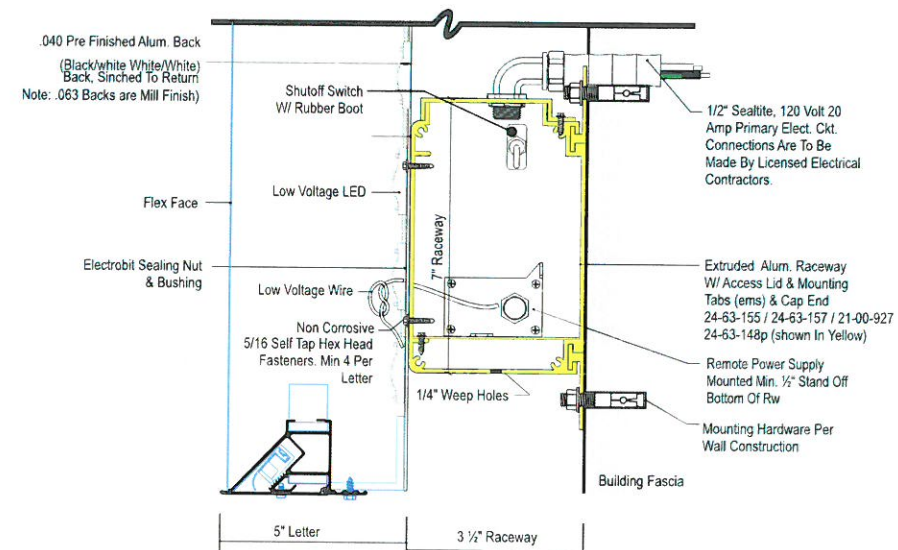 .040 Pre Finished Alum. Back
(Black/white White/White)
Back, Sinched To Return
Note: .063 Backs are Mill Finish)
Shutoff Switch
W/ Rubber Boot
Low Voltage LED
Flex Face
Electrobit Sealing Nut
& Bushing
Low Voltage Wire
Non Corrosive
5/16 Self Tap Hex Head
Fasteners. Min 4 Per
Letter
7" Raceway
1/4" Weep Holes
1/2" Sealtite, 120 Volt 20
Amp Primary Elect. Ckt.
Connections Are To Be
Made By Licensed Electrical
Contractors.
Extruded Alum. Raceway
W/ Access Lid & Mounting
Tabs (ems) & Cap End
24-63-155 / 24-63-157 / 21-00-927
24-63-148p (shown In Yellow)
Remote Power Supply
Mounted Min. ½" Stand Off
Bottom Of Rw
Mounting Hardware Per
Wall Construction
Building Fascia
5" Letter
3 ½" Raceway